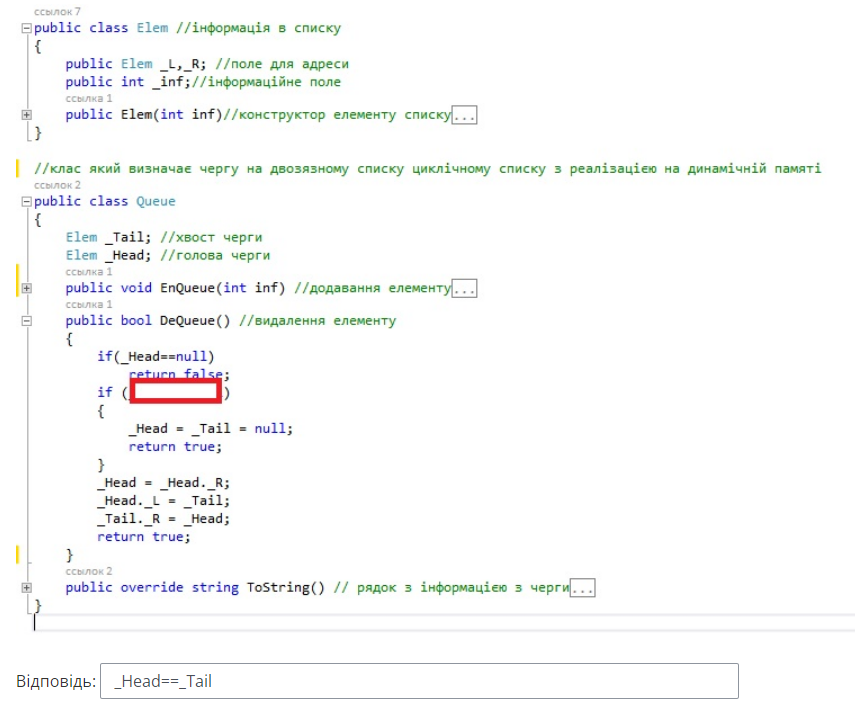 ссылок 7
public class Elem //інформація в списку
{
public Elem _L,_R; //поле для адреси
public int _inf;//інформаційне поле
ссылка 1
public Elem(int inf)//конструктор елементу списку...
}
//клас який визначає чергу на двозязному списку циклічному списку з реалізацією на динамічній памяті
ссылок 2
public class Queue
{
Elem _Tail; //хвост черги
Elem _Head; //голова черги
ссылка 1
public void EnQueue(int inf) //додавання елементу...
ссылка 1
public bool DeQueue() //видалення елементу
{
if(_Head==null)
return false;
if ( )
{
_Head = _Tail = null;
return true;
}
_Head = _Head._R;
_Head._L = _Tail;
_Tail._R = _Head;
return true;
}
ссылок 2
public override string ToString() // рядок з інформацією з черги...
}
Відповідь: _Head==_Tail